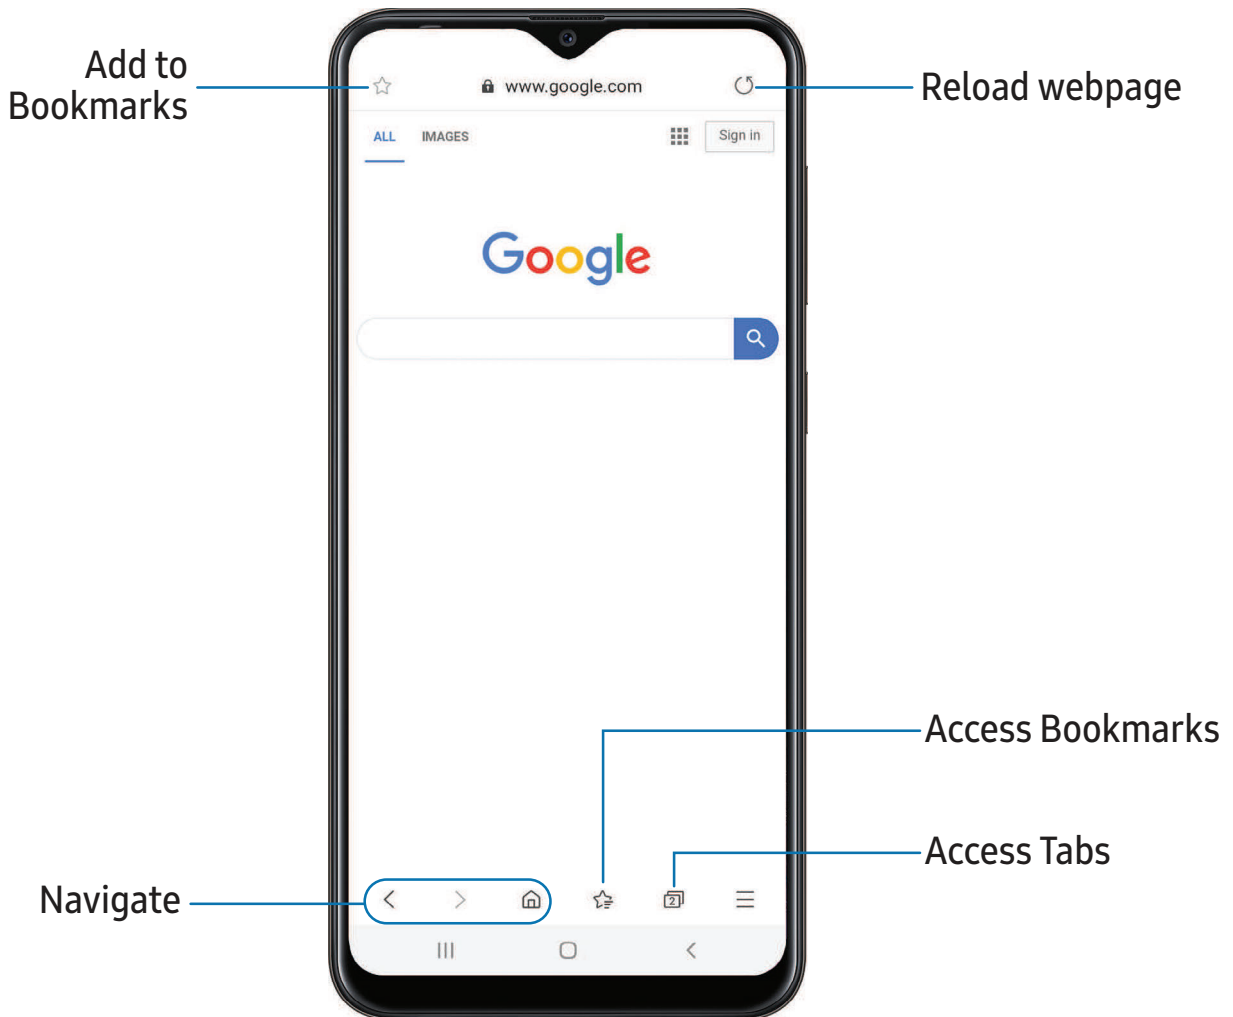 Add to
Bookmarks
www.google.com
Reload webpage
ALL IMAGES Sign in
Google
Access Bookmarks
Access Tabs
Navigate
2